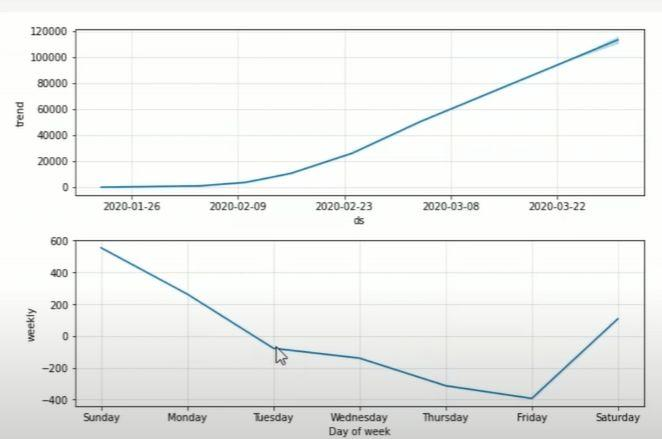 120000
100000
80000
60000
40000
20000
0
trend
2020-01-26 2020-02-09 2020-02-23 2020-03-08 2020-03-22
ds
600
400
200
0
−200
−400
weekly
Sunday Monday Tuesday Wednesday Thursday Friday Saturday
Day of week